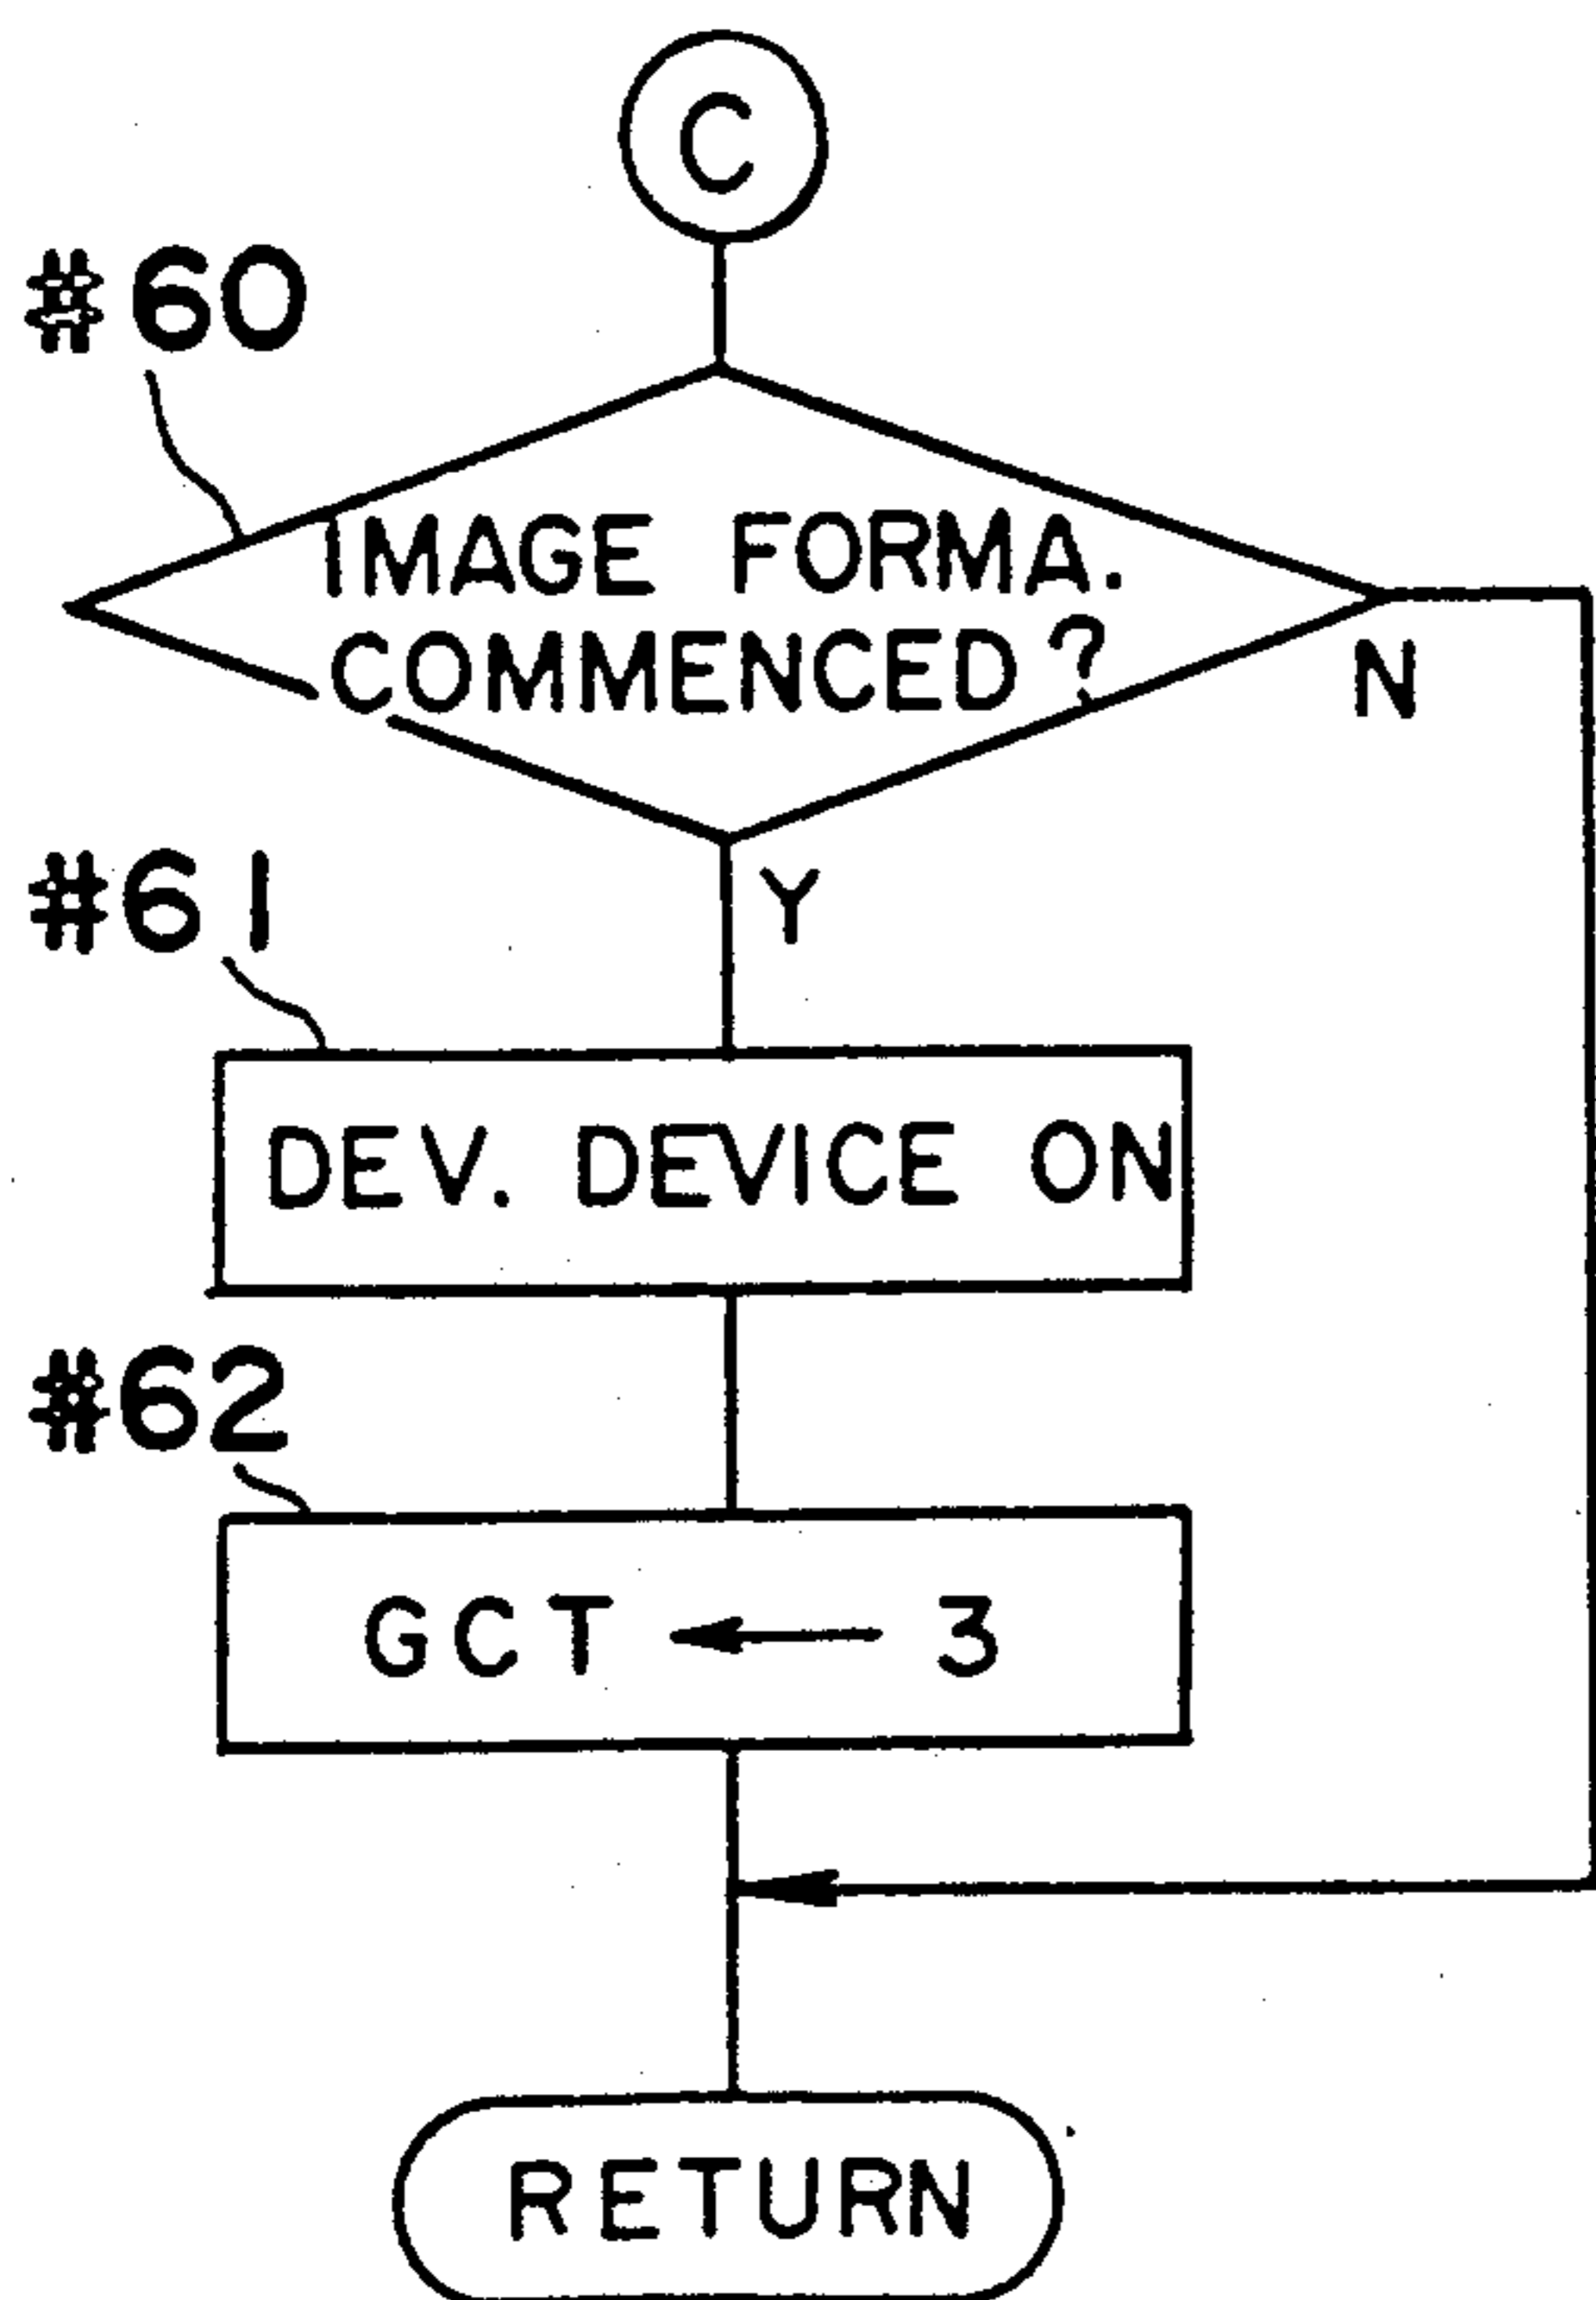 C
#60
IMAGE FORMA.
COMMENCED?
N
#61
Y
DEV. DEVICE ON
#62
GCT ← 3
RETURN